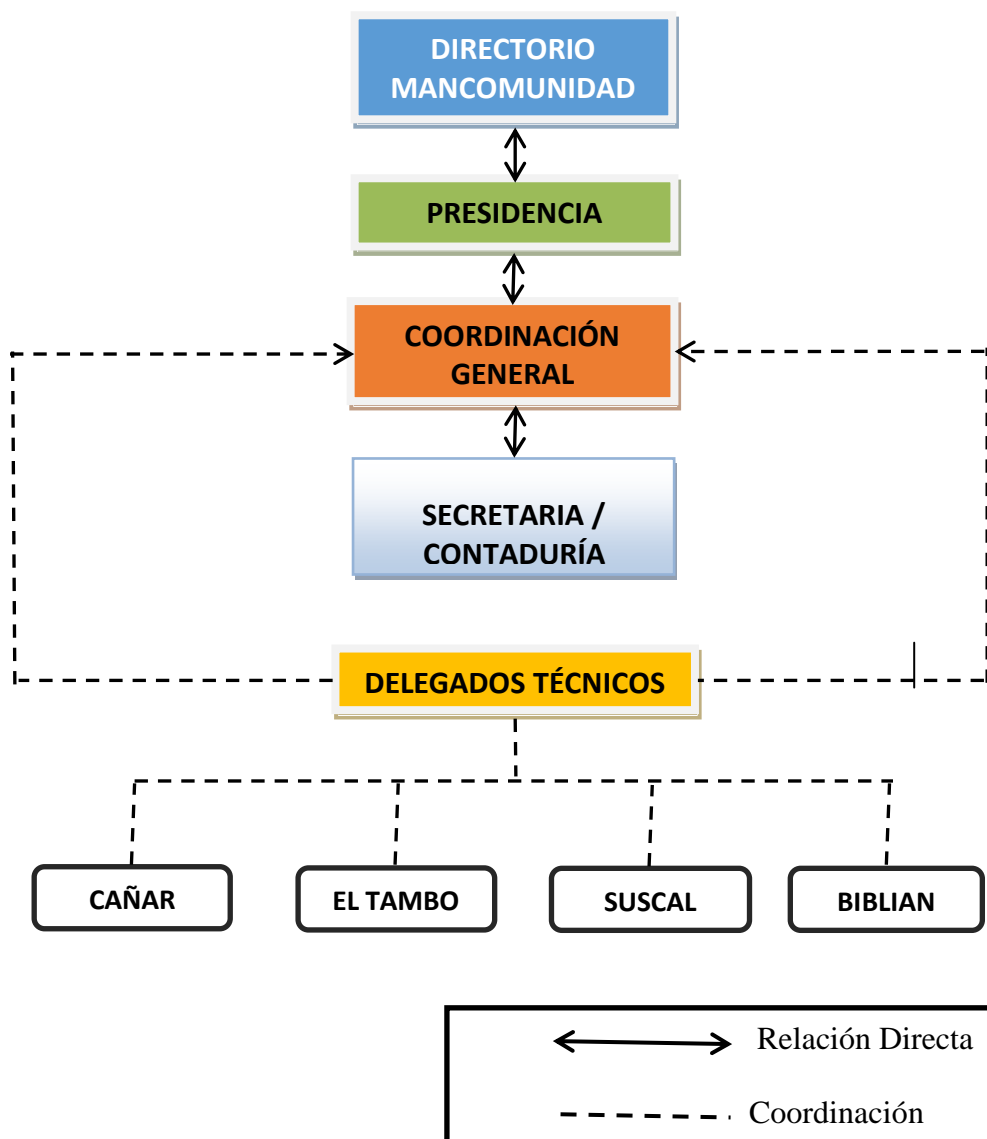 DIRECTORIO
MANCOMUNIDAD
PRESIDENCIA
COORDINACIÓN
GENERAL
SECRETARIA /
CONTADURÍA
DELEGADOS TÉCNICOS
CAÑAR
EL TAMBO
SUSCAL
BIBLIAN
Relación Directa
Coordinación